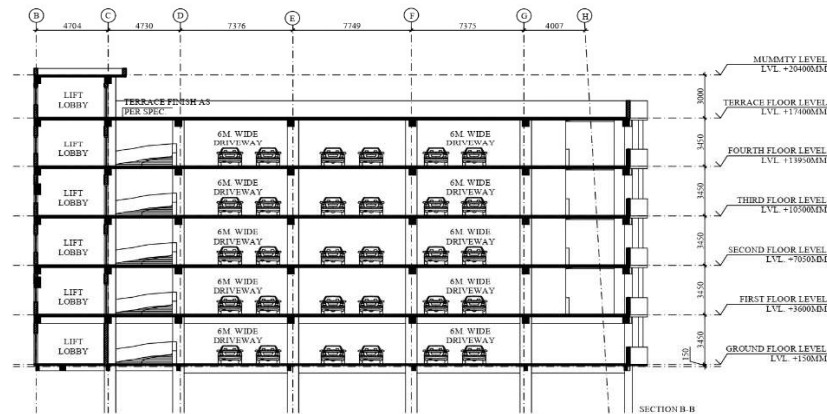 B C D E F G H
4704 4730 7376 7749 7375 4007
MUMMTY LEVEL
LVL. +20400MM
LIFT
LOBBY
3000
TERRACE FINISH AS
PER SPEC
TERRACE FLOOR LEVEL
LVL. +17400MM
6M. WIDE
DRIVEWAY
6M. WIDE
DRIVEWAY
LIFT
LOBBY
3450
FOURTH FLOOR LEVEL
LVL. +13950MM
6M. WIDE
DRIVEWAY
6M. WIDE
DRIVEWAY
LIFT
LOBBY
3450
THIRD FLOOR LEVEL
LVL. +10500MM
6M. WIDE
DRIVEWAY
6M. WIDE
DRIVEWAY
LIFT
LOBBY
3450
SECOND FLOOR LEVEL
LVL. +7050MM
6M. WIDE
DRIVEWAY
6M. WIDE
DRIVEWAY
LIFT
LOBBY
3450
FIRST FLOOR LEVEL
LVL. +3600MM
6M. WIDE
DRIVEWAY
6M. WIDE
DRIVEWAY
LIFT
LOBBY
3450
150
GROUND FLOOR LEVEL
LVL. +150MM
SECTION B-B